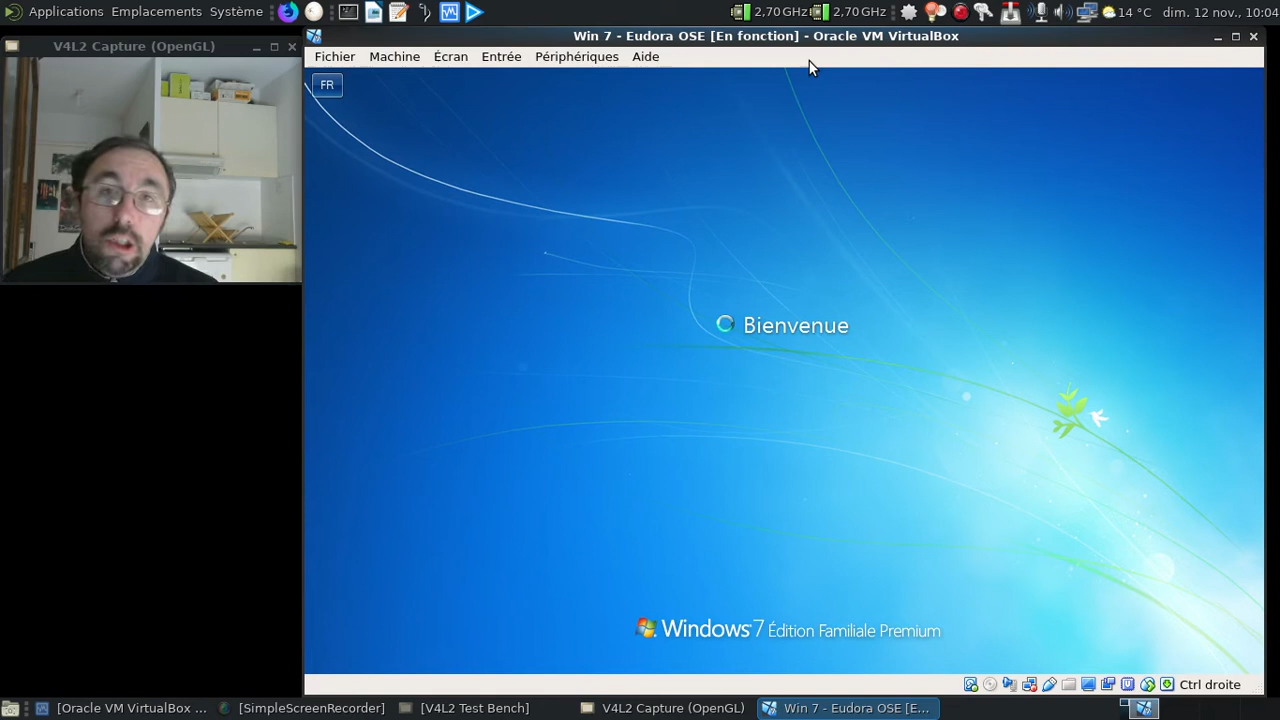 Applications Emplacements Système 2,70 GHz 2,70 GHz 14 °C dim. 12 nov., 10:04
V4L2 Capture (OpenGL)
Win 7 - Eudora OSE [En fonction] - Oracle VM VirtualBox
Fichier Machine Écran Entrée Périphériques Aide
FR
Bienvenue
Windows 7 Édition Familiale Premium
Ctrl droite
[Oracle VM VirtualBox ... [SimpleScreenRecorder] [V4L2 Test Bench] V4L2 Capture (OpenGL) Win 7 - Eudora OSE [E...